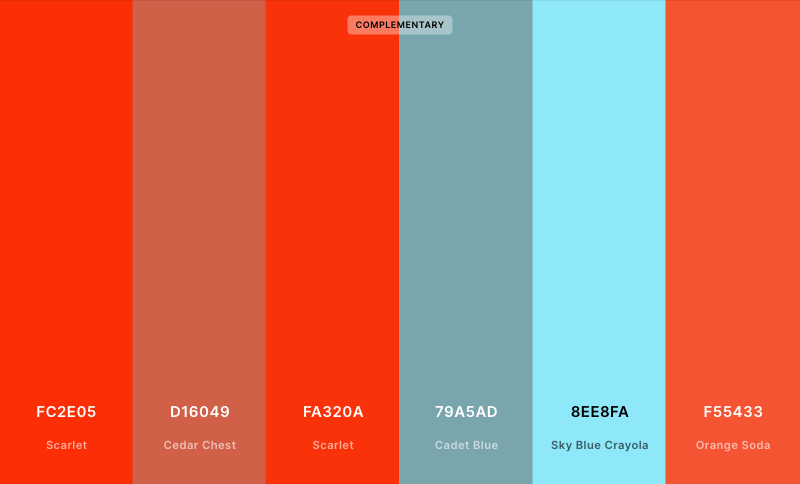 COMPLEMENTARY
FC2E05
Scarlet
D16049
Cedar Chest
FA320A
Scarlet
79A5AD
Cadet Blue
8EE8FA
Sky Blue Crayola
F55433
Orange Soda